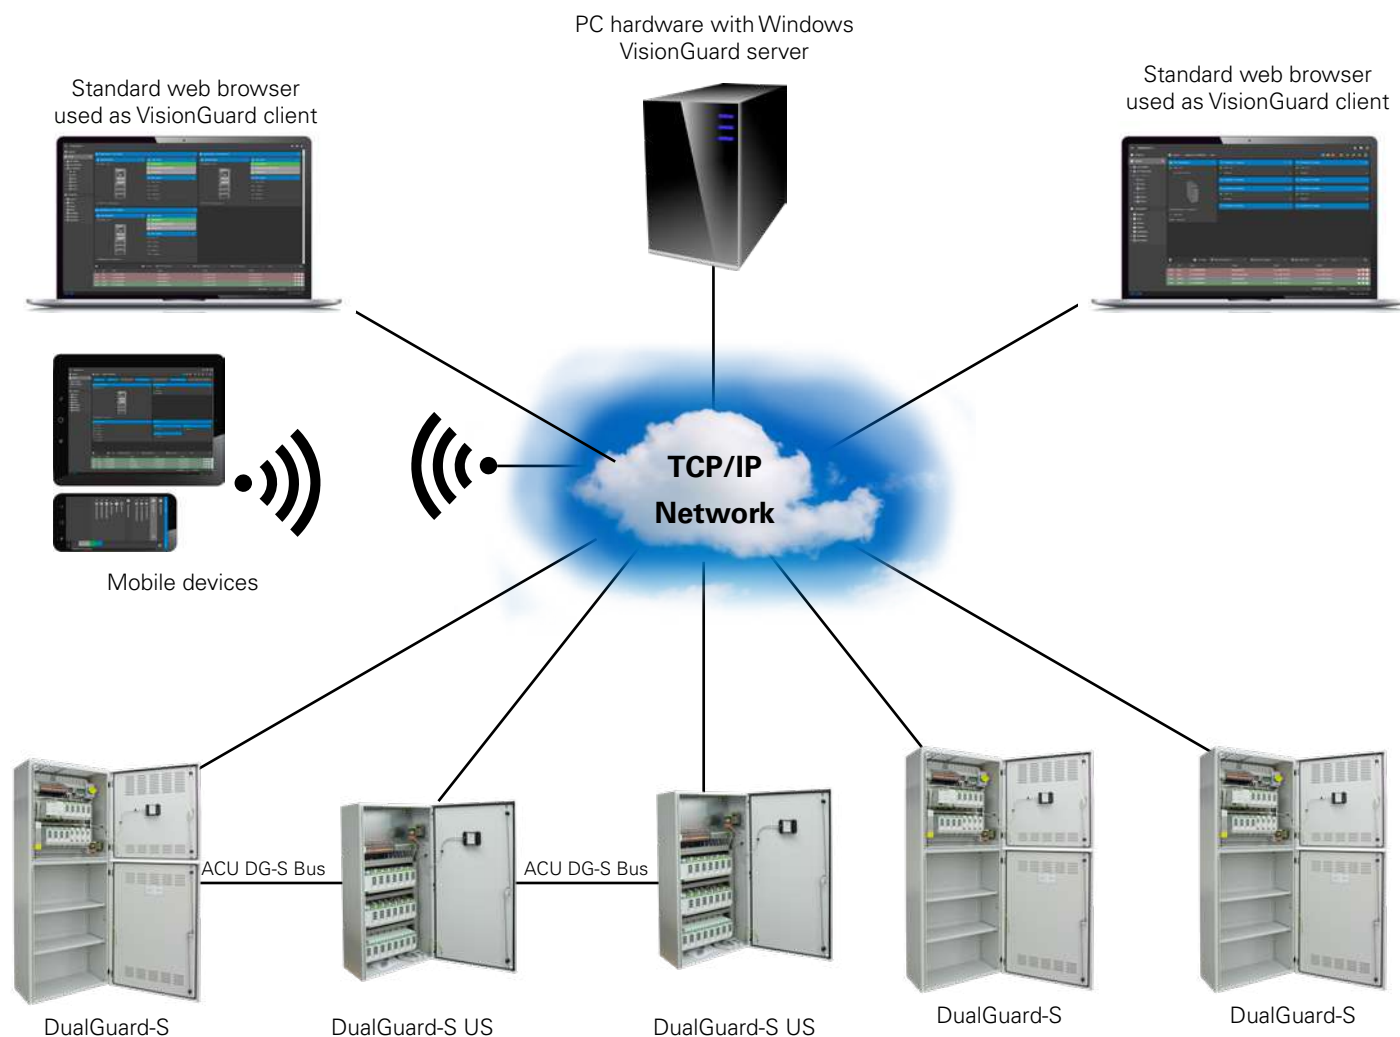 PC hardware with Windows
VisionGuard server
Standard web browser
used as VisionGuard client
Standard web browser
used as VisionGuard client
TCP/IP
Network
Mobile devices
ACU DG-S Bus
ACU DG-S Bus
DualGuard-S
DualGuard-S US
DualGuard-S US
DualGuard-S
DualGuard-S